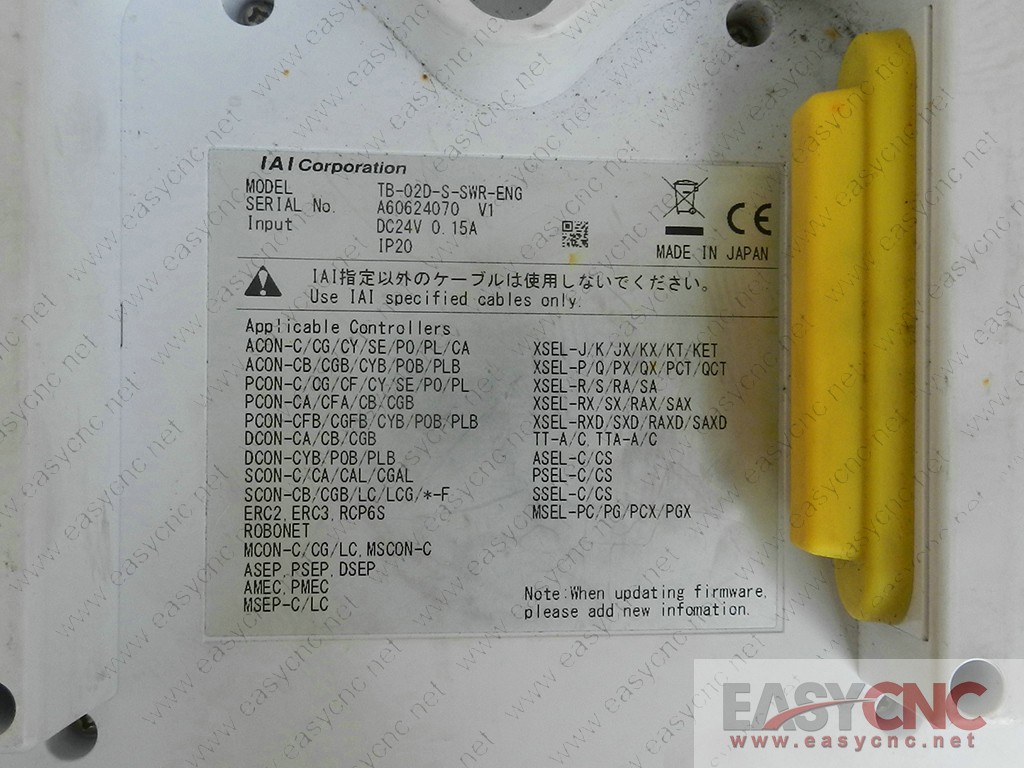 IAI Corporation
MODEL TB-02D-S-SWR-ENG
SERIAL No. A60624070 V1
Input DC24V 0.15A
IP20
CE
MADE IN JAPAN
IAI指定以外のケーブルは使用しないでください。
Use IAI specified cables only.
Applicable Controllers
ACON-C/CG/CY/SE/PO/PL/CA
ACON-CB/CGB/CYB/POB/PLB
PCON-C/CG/CF/CY/SE/PO/PL
PCON-CA/CFA/CB/CGB
PCON-CFB/CGFB/CYB/POB/PLB
DCON-CA/CB/CGB
DCON-CYB/POB/PLB
SCON-C/CA/CAL/CGAL
SCON-CB/CGB/LC/LCG/*-F
ERC2, ERC3, RCP6S
ROBONET
MCON-C/CG/LC, MSCON-C
ASEP, PSEP, DSEP
AMEC, PMEC
MSEP-C/LC
XSEL-J/K/JX/KX/KT/KET
XSEL-P/Q/PX/QX/PCT/QCT
XSEL-R/S/RA/SA
XSEL-RX/SX/RAX/SAX
XSEL-RXD/SXD/RAXD/SAXD
TT-A/C, TTA-A/C
ASEL-C/CS
PSEL-C/CS
SSEL-C/CS
MSEL-PC/PG/PCX/PGX
Note:When updating firmware,
please add new infomation.
EASYCNC
www.easycnc.net